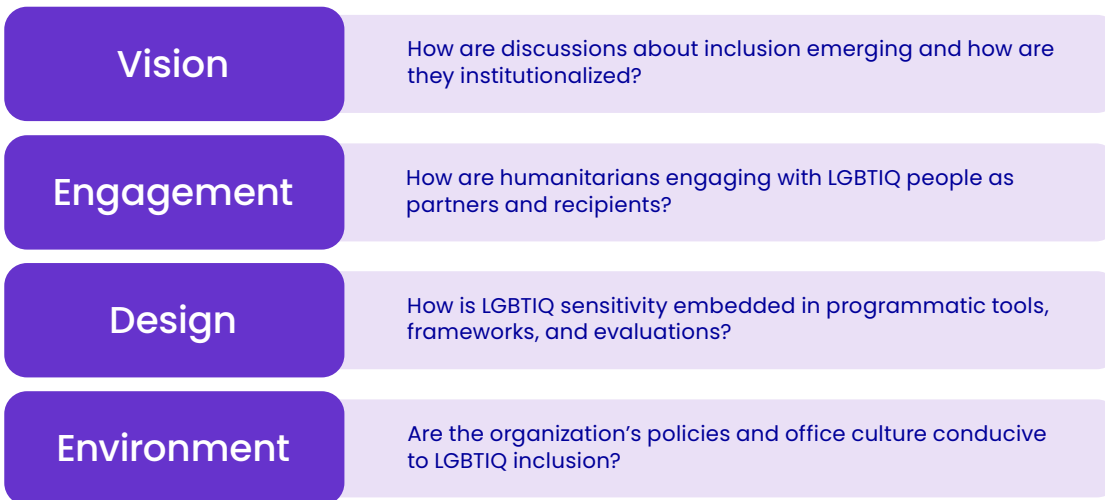 Vision
How are discussions about inclusion emerging and how are
they institutionalized?
Engagement
How are humanitarians engaging with LGBTIQ people as
partners and recipients?
Design
How is LGBTIQ sensitivity embedded in programmatic tools,
frameworks, and evaluations?
Environment
Are the organization’s policies and office culture conducive
to LGBTIQ inclusion?